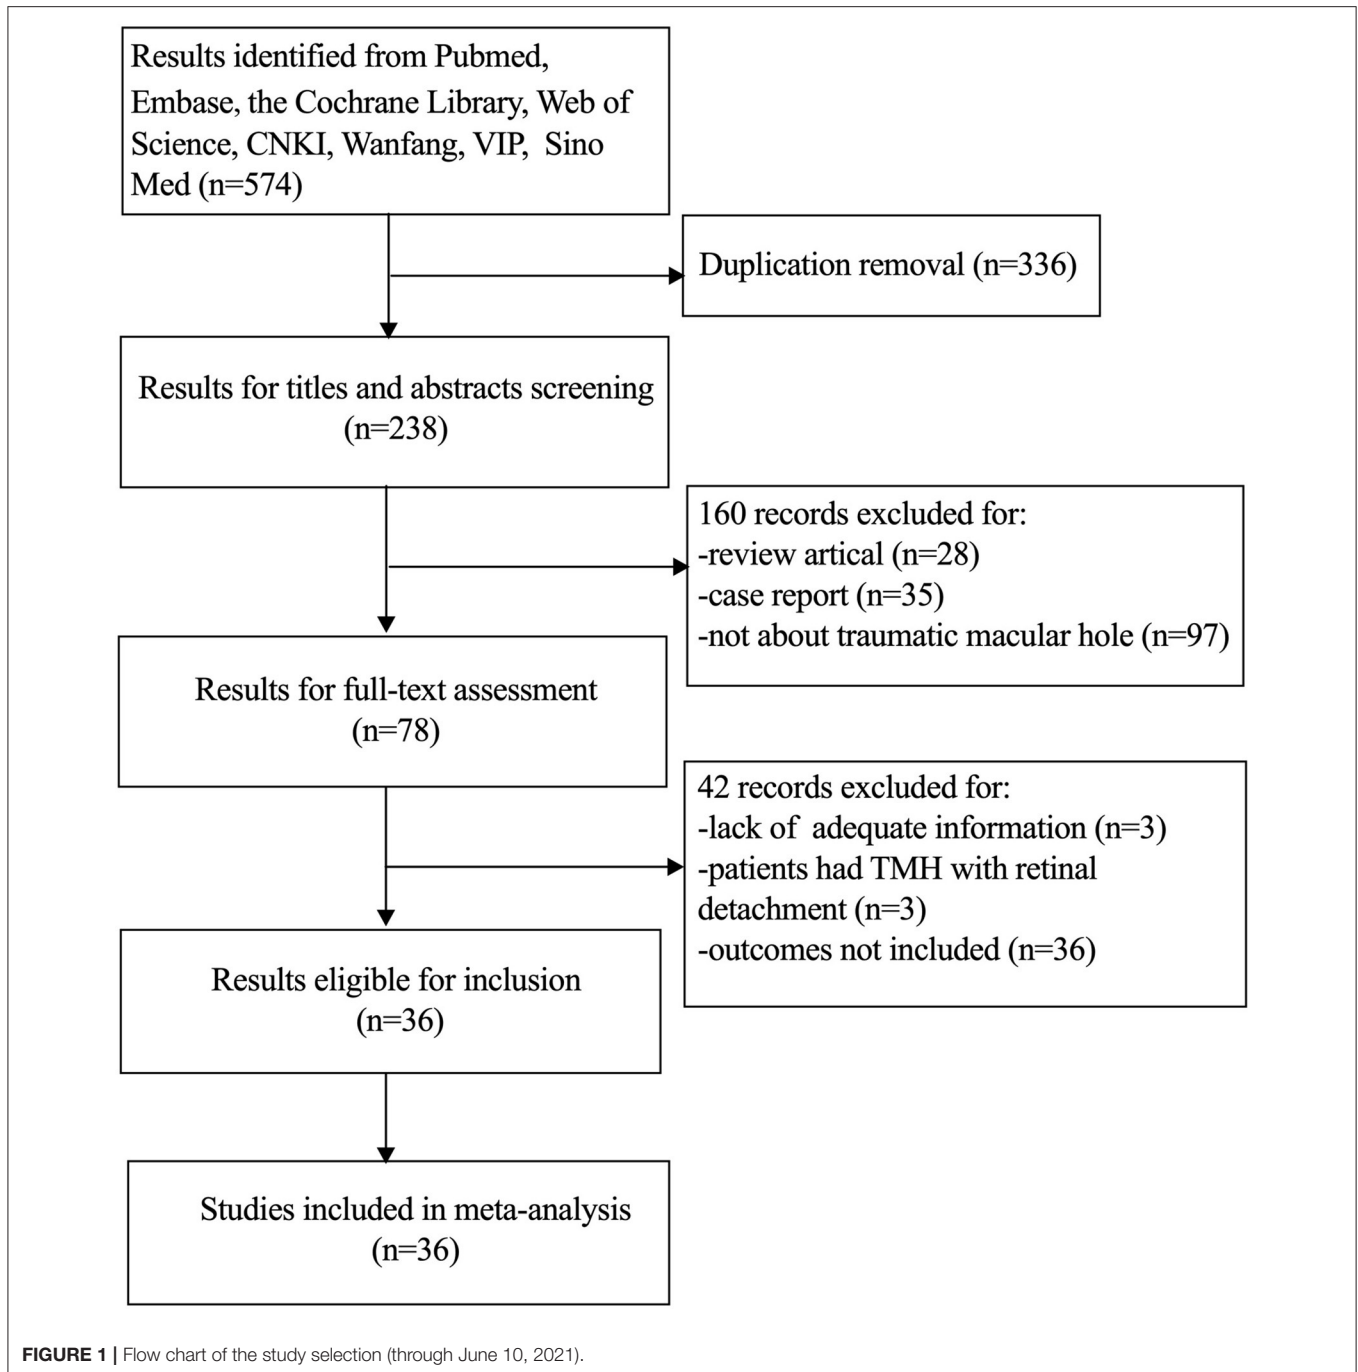 Results identified from Pubmed,
Embase, the Cochrane Library, Web of
Science, CNKI, Wanfang, VIP, Sino
Med (n=574)
Duplication removal (n=336)
Results for titles and abstracts screening
(n=238)
160 records excluded for:
-review artical (n=28)
-case report (n=35)
-not about traumatic macular hole (n=97)
Results for full-text assessment
(n=78)
42 records excluded for:
-lack of adequate information (n=3)
-patients had TMH with retinal
detachment (n=3)
-outcomes not included (n=36)
Results eligible for inclusion
(n=36)
Studies included in meta-analysis
(n=36)
FIGURE 1 | Flow chart of the study selection (through June 10, 2021).